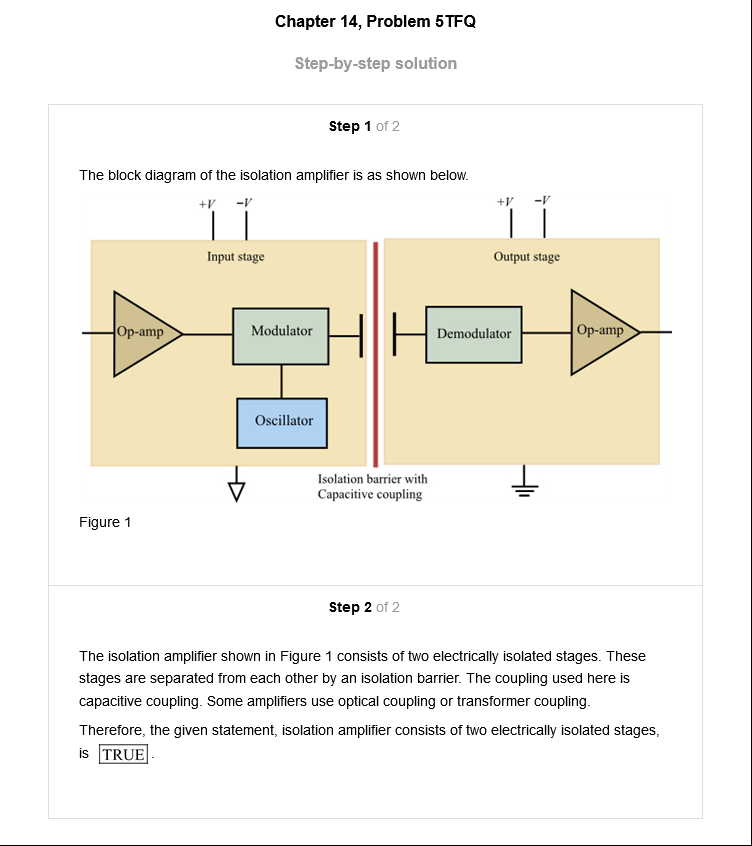 Chapter 14, Problem 5TFQ
Step-by-step solution
Step 1 of 2
The block diagram of the isolation amplifier is as shown below.
+V −V +V −V
Input stage Output stage
Op-amp Modulator Demodulator Op-amp
Oscillator
Isolation barrier with
Capacitive coupling
Figure 1
Step 2 of 2
The isolation amplifier shown in Figure 1 consists of two electrically isolated stages. These
stages are separated from each other by an isolation barrier. The coupling used here is
capacitive coupling. Some amplifiers use optical coupling or transformer coupling.
Therefore, the given statement, isolation amplifier consists of two electrically isolated stages,
is TRUE.